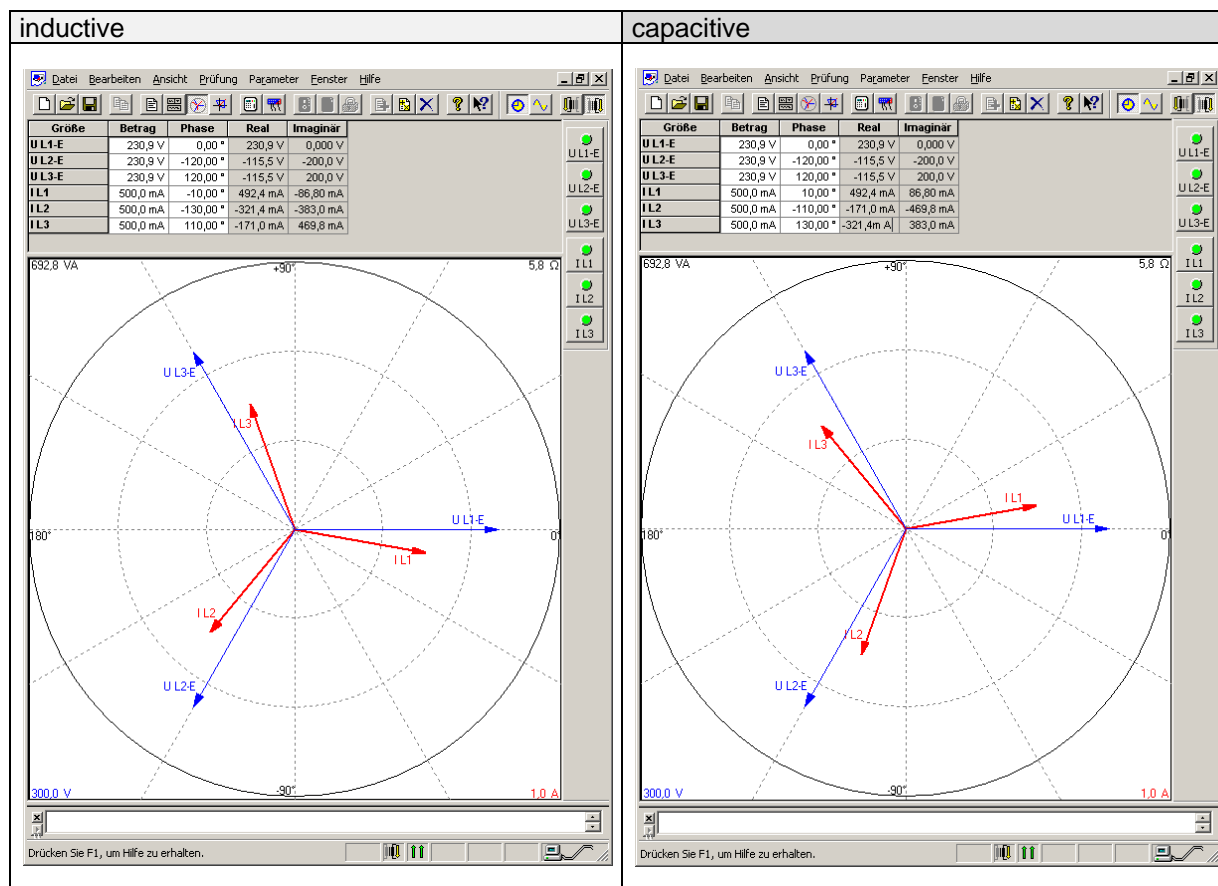 inductive
Datei Bearbeiten Ansicht Prüfung Parameter Fenster Hilfe
Größe Betrag Phase Real Imaginär
U L1-E 230,9 V 0,00 ° 230,9 V 0,000 V
U L2-E 230,9 V -120,00 ° -115,5 V -200,0 V
U L3-E 230,9 V 120,00 ° -115,5 V 200,0 V
I L1 500,0 mA -10,00 ° 492,4 mA -86,80 mA
I L2 500,0 mA -130,00 ° -321,4 mA -383,0 mA
I L3 500,0 mA 110,00 ° -171,0 mA 469,8 mA
U L1-E
U L2-E
U L3-E
I L1
I L2
I L3
692,8 VA +90° 5,8 Ω
U L3-E
I L3
U L1-E
180° 0°
I L1
I L2
U L2-E
300,0 V -90° 1,0 A
Drücken Sie F1, um Hilfe zu erhalten.
capacitive
Datei Bearbeiten Ansicht Prüfung Parameter Fenster Hilfe
Größe Betrag Phase Real Imaginär
U L1-E 230,9 V 0,00 ° 230,9 V 0,000 V
U L2-E 230,9 V -120,00 ° -115,5 V -200,0 V
U L3-E 230,9 V 120,00 ° -115,5 V 200,0 V
I L1 500,0 mA 10,00 ° 492,4 mA 86,80 mA
I L2 500,0 mA -110,00 ° -171,0 mA -469,8 mA
I L3 500,0 mA 130,00 ° -321,4m A 383,0 mA
U L1-E
U L2-E
U L3-E
I L1
I L2
I L3
692,8 VA +90° 5,8 Ω
U L3-E
I L3
I L1
U L1-E
180° 0°
I L2
U L2-E
300,0 V -90° 1,0 A
Drücken Sie F1, um Hilfe zu erhalten.